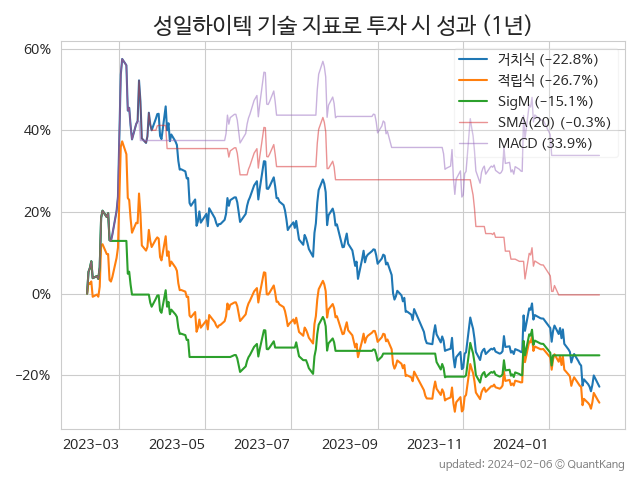 성일하이텍 기술 지표로 투자 시 성과 (1년)
거치식 (−22.8%)
적립식 (−26.7%)
SigM (−15.1%)
SMA(20) (−0.3%)
MACD (33.9%)
60%
40%
20%
0%
−20%
2023-03 2023-05 2023-07 2023-09 2023-11 2024-01
updated: 2024-02-06 ⓒ QuantKang